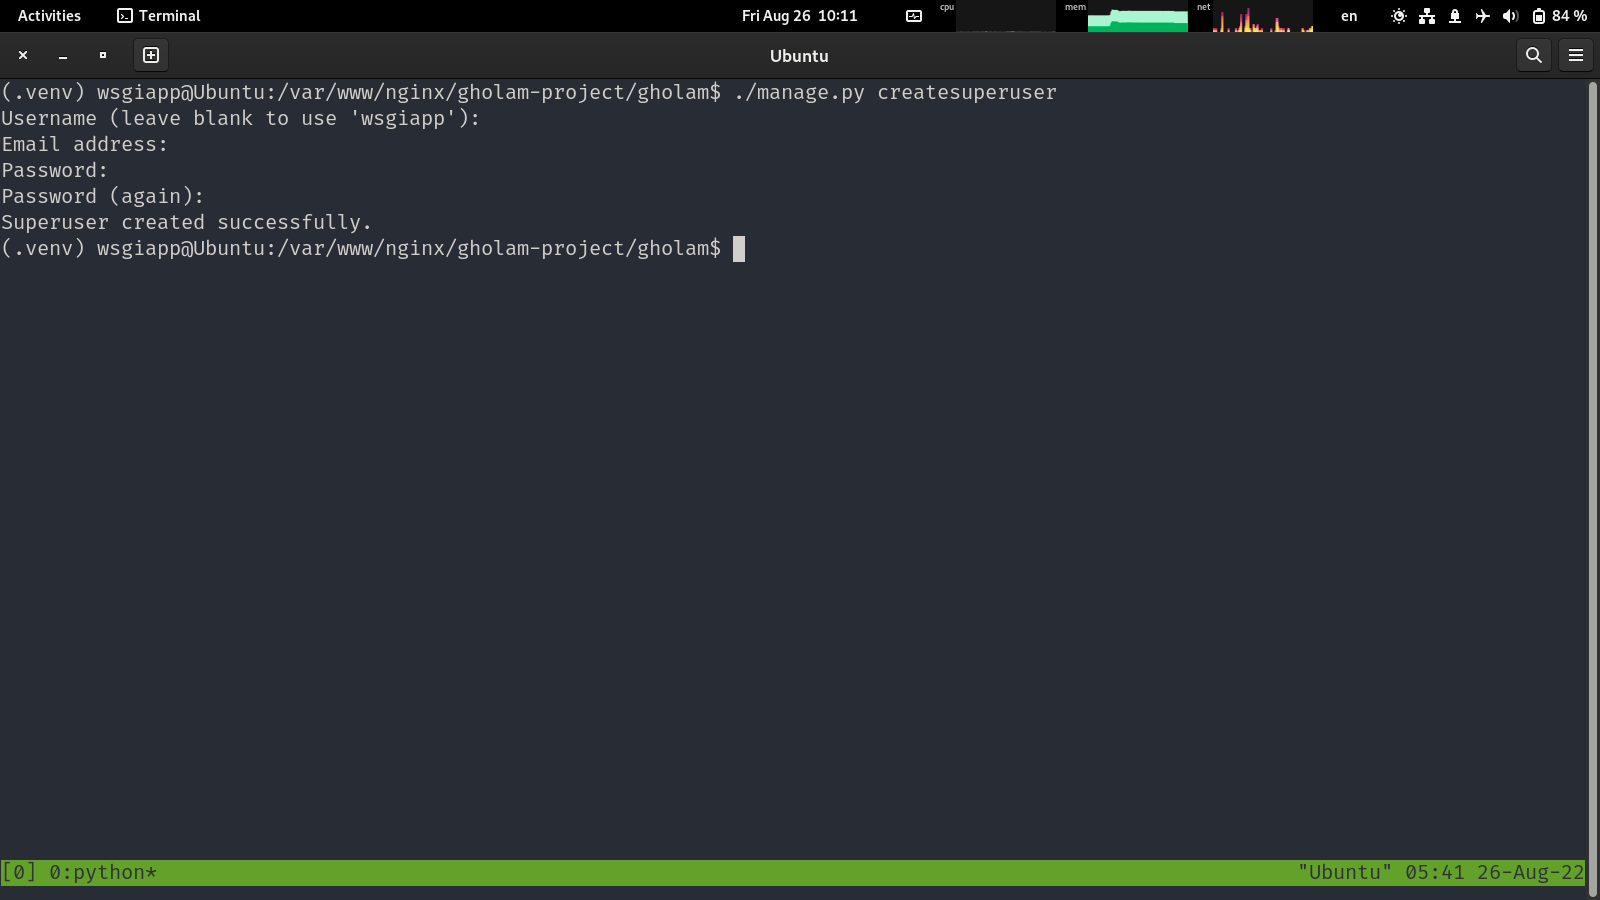 Activities Terminal Fri Aug 26 10:11 cpu mem net en 84 %
Ubuntu
(.venv) wsgiapp@Ubuntu:/var/www/nginx/gholam-project/gholam$ ./manage.py createsuperuser
Username (leave blank to use 'wsgiapp'):
Email address:
Password:
Password (again):
Superuser created successfully.
(.venv) wsgiapp@Ubuntu:/var/www/nginx/gholam-project/gholam$
[0] 0:python* "Ubuntu" 05:41 26-Aug-22